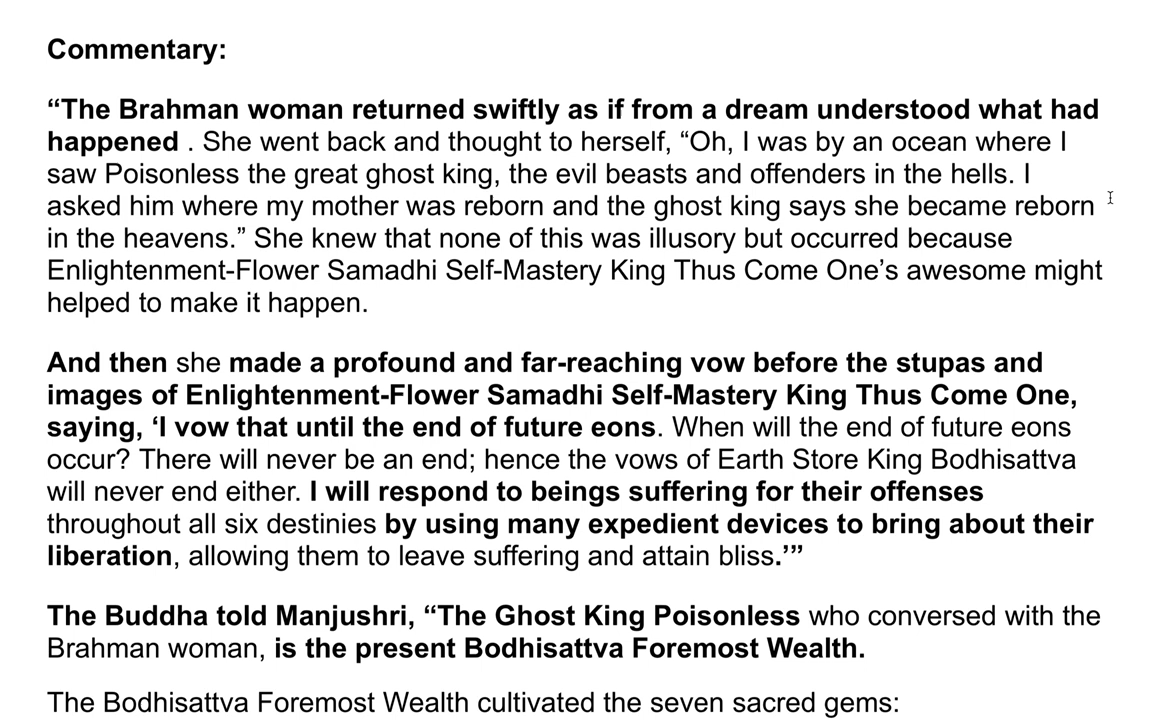 Commentary:
“The Brahman woman returned swiftly as if from a dream understood what had
happened . She went back and thought to herself, “Oh, I was by an ocean where I
saw Poisonless the great ghost king, the evil beasts and offenders in the hells. I
asked him where my mother was reborn and the ghost king says she became reborn
in the heavens.” She knew that none of this was illusory but occurred because
Enlightenment-Flower Samadhi Self-Mastery King Thus Come One’s awesome might
helped to make it happen.
And then she made a profound and far-reaching vow before the stupas and
images of Enlightenment-Flower Samadhi Self-Mastery King Thus Come One,
saying, ‘I vow that until the end of future eons. When will the end of future eons
occur? There will never be an end; hence the vows of Earth Store King Bodhisattva
will never end either. I will respond to beings suffering for their offenses
throughout all six destinies by using many expedient devices to bring about their
liberation, allowing them to leave suffering and attain bliss.’”
The Buddha told Manjushri, “The Ghost King Poisonless who conversed with the
Brahman woman, is the present Bodhisattva Foremost Wealth.
The Bodhisattva Foremost Wealth cultivated the seven sacred gems: